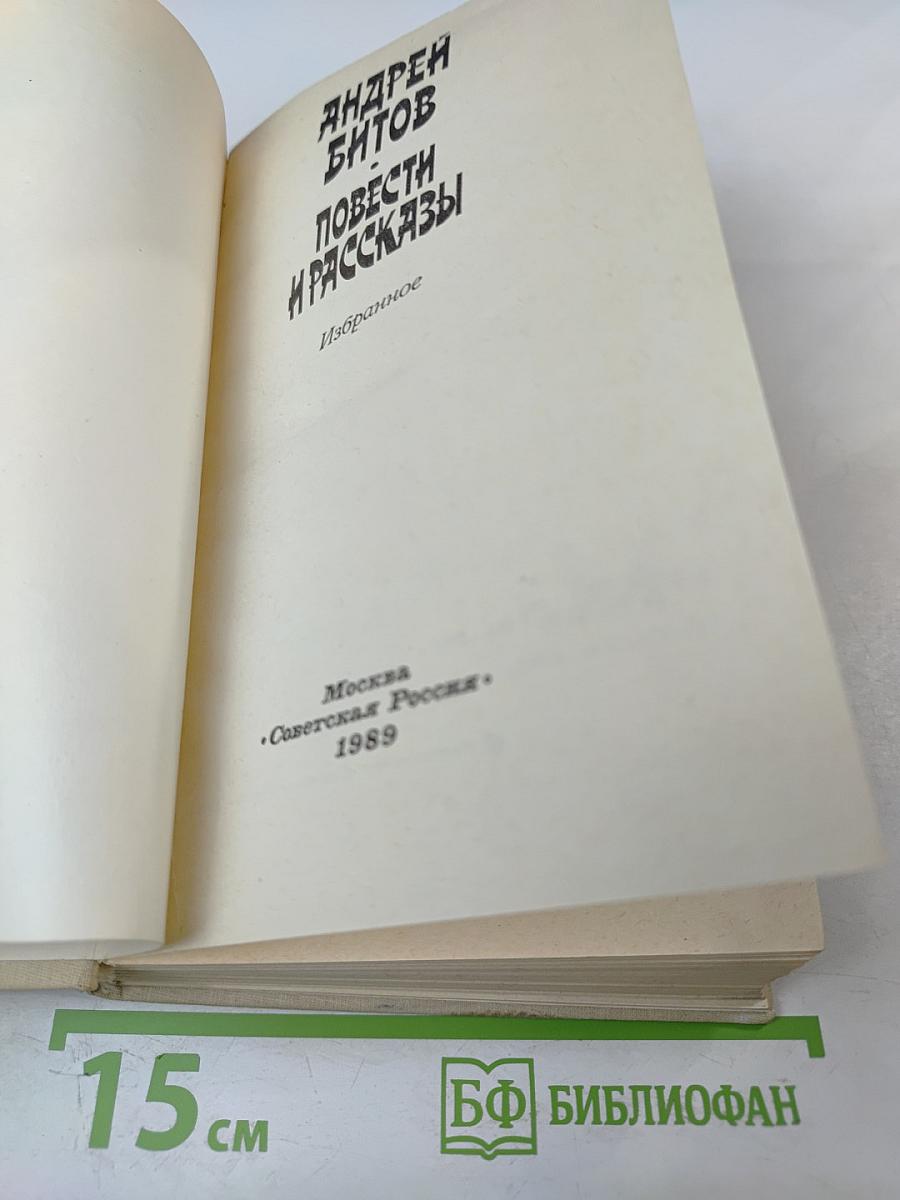 АНДРЕЙ
БИТОВ
·
ПОВЕСТИ
И РАССКАЗЫ
Избранное
Москва
«Советская Россия»
1989
15 см
БФ БИБЛИОФАН